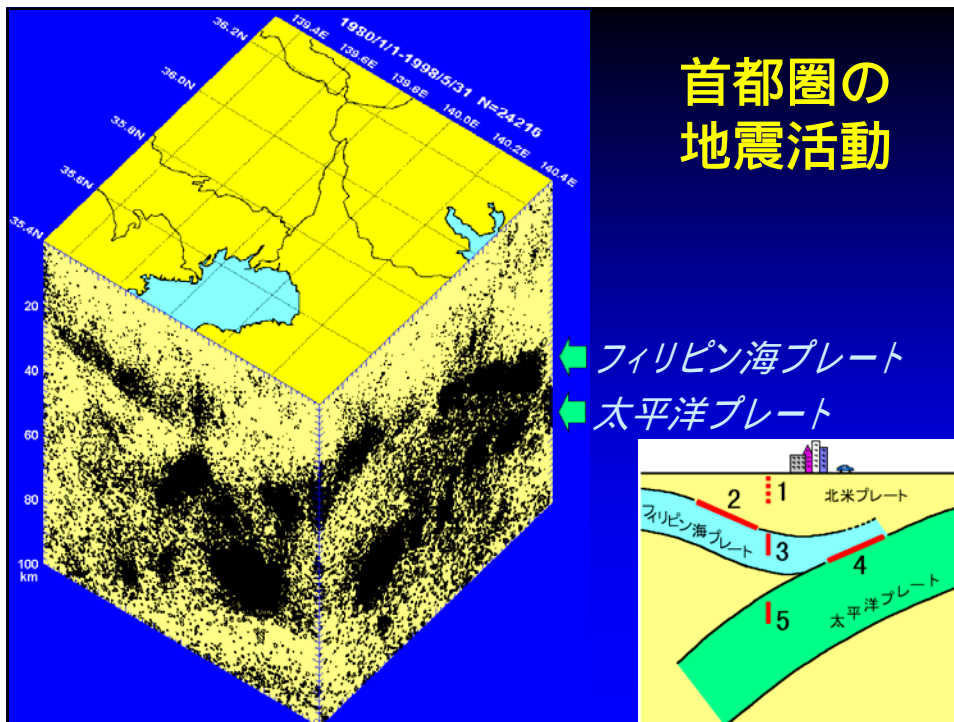 首都圏の
地震活動
1980/1/1-1998/5/31 N=24216
139.4E
139.6E
139.8E
140.0E
140.2E
140.4E
36.2N
36.0N
35.8N
35.6N
35.4N
20
40
60
80
100
km
フィリピン海プレート
太平洋プレート
1
北米プレート
2
フィリピン海プレート
3
4
5
太平洋プレート